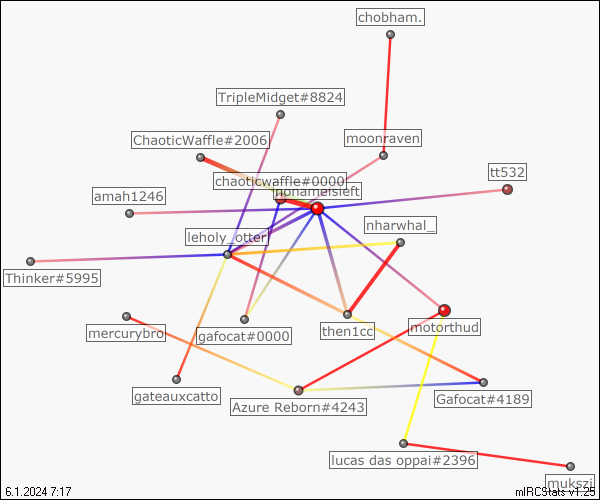 chobham.
TripleMidget#8824
ChaoticWaffle#2006
moonraven
chaoticwaffle#0000
nonameisleft
tt532
amah1246
nharwhal_
leholy_otter
Thinker#5995
mercurybro
gafocat#0000
then1cc
motorthud
gateauxcatto
Azure Reborn#4243
Gafocat#4189
lucas das oppai#2396
mukszi
6.1.2024 7:17
mIRCStats v1.25